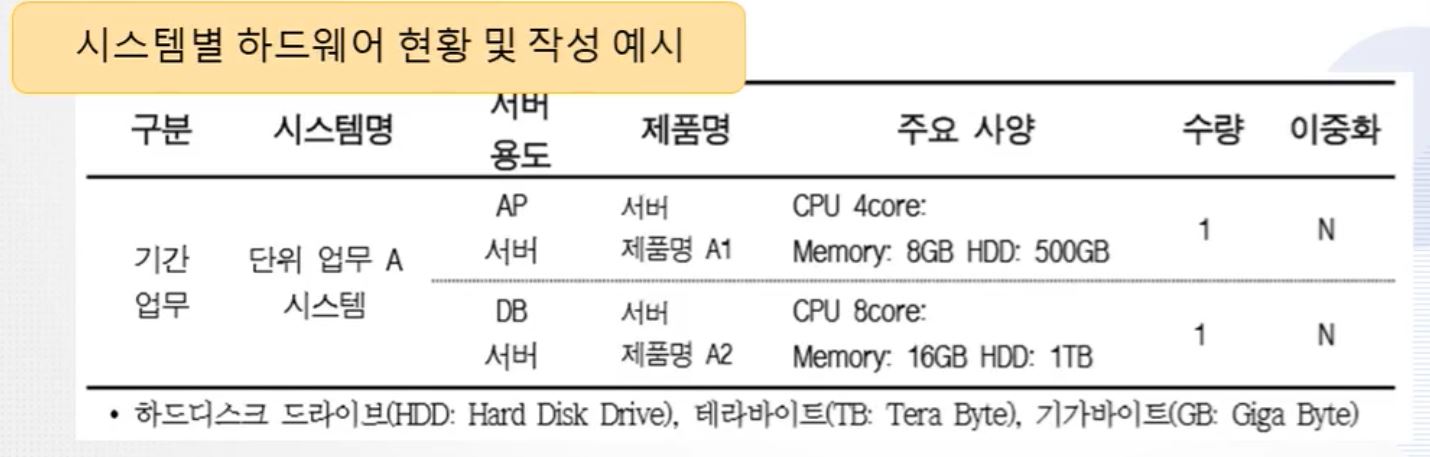 시스템별 하드웨어 현황 및 작성 예시
구분 시스템명 서버 용도 제품명 주요 사양 수량 이중화
기간 업무 단위 업무 A 시스템
AP 서버 서버 제품명 A1 CPU 4core: Memory: 8GB HDD: 500GB 1 N
DB 서버 서버 제품명 A2 CPU 8core: Memory: 16GB HDD: 1TB 1 N
• 하드디스크 드라이브(HDD: Hard Disk Drive), 테라바이트(TB: Tera Byte), 기가바이트(GB: Giga Byte)